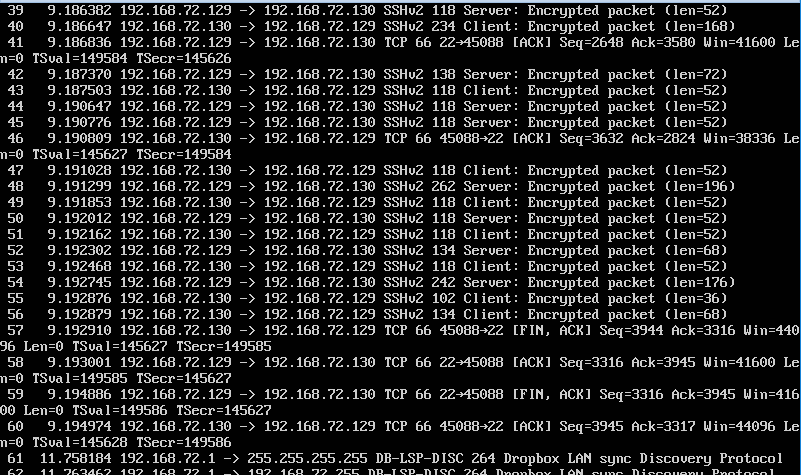 39 9.186382 192.168.72.129 -> 192.168.72.130 SSHv2 118 Server: Encrypted packet (len=52)
40 9.186647 192.168.72.130 -> 192.168.72.129 SSHv2 234 Client: Encrypted packet (len=168)
41 9.186836 192.168.72.129 -> 192.168.72.130 TCP 66 22→45088 [ACK] Seq=2648 Ack=3580 Win=41600 Le
n=0 TSval=149584 TSecr=145626
42 9.187370 192.168.72.129 -> 192.168.72.130 SSHv2 138 Server: Encrypted packet (len=72)
43 9.187503 192.168.72.130 -> 192.168.72.129 SSHv2 118 Client: Encrypted packet (len=52)
44 9.190647 192.168.72.129 -> 192.168.72.130 SSHv2 118 Server: Encrypted packet (len=52)
45 9.190776 192.168.72.129 -> 192.168.72.130 SSHv2 118 Server: Encrypted packet (len=52)
46 9.190809 192.168.72.130 -> 192.168.72.129 TCP 66 45088→22 [ACK] Seq=3632 Ack=2824 Win=38336 Le
n=0 TSval=145627 TSecr=149584
47 9.191028 192.168.72.130 -> 192.168.72.129 SSHv2 118 Client: Encrypted packet (len=52)
48 9.191299 192.168.72.129 -> 192.168.72.130 SSHv2 262 Server: Encrypted packet (len=196)
49 9.191853 192.168.72.130 -> 192.168.72.129 SSHv2 118 Client: Encrypted packet (len=52)
50 9.192012 192.168.72.129 -> 192.168.72.130 SSHv2 118 Server: Encrypted packet (len=52)
51 9.192162 192.168.72.130 -> 192.168.72.129 SSHv2 118 Client: Encrypted packet (len=52)
52 9.192302 192.168.72.129 -> 192.168.72.130 SSHv2 134 Server: Encrypted packet (len=68)
53 9.192468 192.168.72.130 -> 192.168.72.129 SSHv2 118 Client: Encrypted packet (len=52)
54 9.192745 192.168.72.129 -> 192.168.72.130 SSHv2 242 Server: Encrypted packet (len=176)
55 9.192876 192.168.72.130 -> 192.168.72.129 SSHv2 102 Client: Encrypted packet (len=36)
56 9.192879 192.168.72.130 -> 192.168.72.129 SSHv2 134 Client: Encrypted packet (len=68)
57 9.192910 192.168.72.130 -> 192.168.72.129 TCP 66 45088→22 [FIN, ACK] Seq=3944 Ack=3316 Win=440
96 Len=0 TSval=145627 TSecr=149585
58 9.193001 192.168.72.129 -> 192.168.72.130 TCP 66 22→45088 [ACK] Seq=3316 Ack=3945 Win=41600 Le
n=0 TSval=149585 TSecr=145627
59 9.194886 192.168.72.129 -> 192.168.72.130 TCP 66 22→45088 [FIN, ACK] Seq=3316 Ack=3945 Win=416
00 Len=0 TSval=149586 TSecr=145627
60 9.194974 192.168.72.130 -> 192.168.72.129 TCP 66 45088→22 [ACK] Seq=3945 Ack=3317 Win=44096 Le
n=0 TSval=145628 TSecr=149586
61 11.758184 192.168.72.1 -> 255.255.255.255 DB-LSP-DISC 264 Dropbox LAN sync Discovery Protocol
62 11.763462 192.168.72.1 -> 192.168.72.255 DB-LSP-DISC 264 Dropbox LAN sync Discovery Protocol